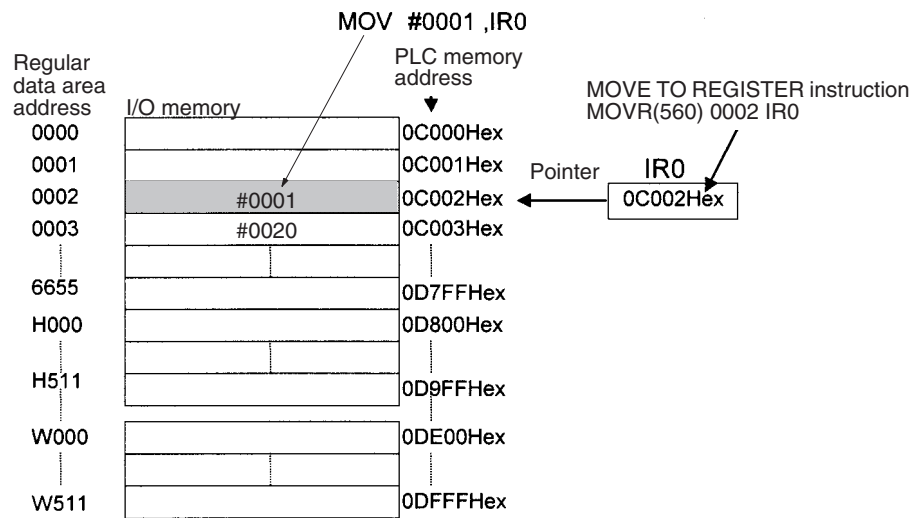 MOV #0001 ,IR0
Regular
data area
address
I/O memory
PLC memory
address
MOVE TO REGISTER instruction
MOVR(560) 0002 IR0
0000 0C000Hex
0001 0C001Hex
Pointer IR0
0002 #0001 0C002Hex 0C002Hex
0003 #0020 0C003Hex
6655 0D7FFHex
H000 0D800Hex
H511 0D9FFHex
W000 0DE00Hex
W511 0DFFFHex